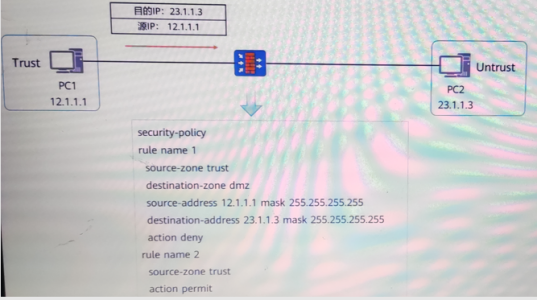 目的IP：23.1.1.3
源IP：12.1.1.1
Trust
PC1
12.1.1.1
Untrust
PC2
23.1.1.3
security-policy
rule name 1
source-zone trust
destination-zone dmz
source-address 12.1.1.1 mask 255.255.255.255
destination-address 23.1.1.3 mask 255.255.255.255
action deny
rule name 2
source-zone trust
action permit